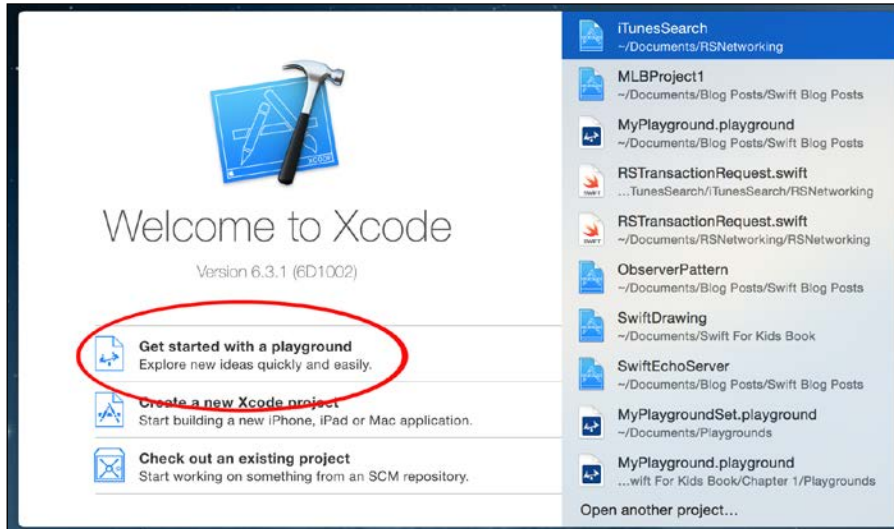 XCODE
Welcome to Xcode
Version 6.3.1 (6D1002)
Get started with a playground
Explore new ideas quickly and easily.
Create a new Xcode project
Start building a new iPhone, iPad or Mac application.
Check out an existing project
Start working on something from an SCM repository.
iTunesSearch
~/Documents/RSNetworking
MLBProject1
~/Documents/Blog Posts/Swift Blog Posts
MyPlayground.playground
~/Documents/Blog Posts/Swift Blog Posts
SWIFT
RSTransactionRequest.swift
...TunesSearch/iTunesSearch/RSNetworking
SWIFT
RSTransactionRequest.swift
~/Documents/RSNetworking/RSNetworking
ObserverPattern
~/Documents/Blog Posts/Swift Blog Posts
SwiftDrawing
~/Documents/Swift For Kids Book
SwiftEchoServer
~/Documents/Blog Posts/Swift Blog Posts
MyPlaygroundSet.playground
~/Documents/Playgrounds
MyPlayground.playground
...wift For Kids Book/Chapter 1/Playgrounds
Open another project...